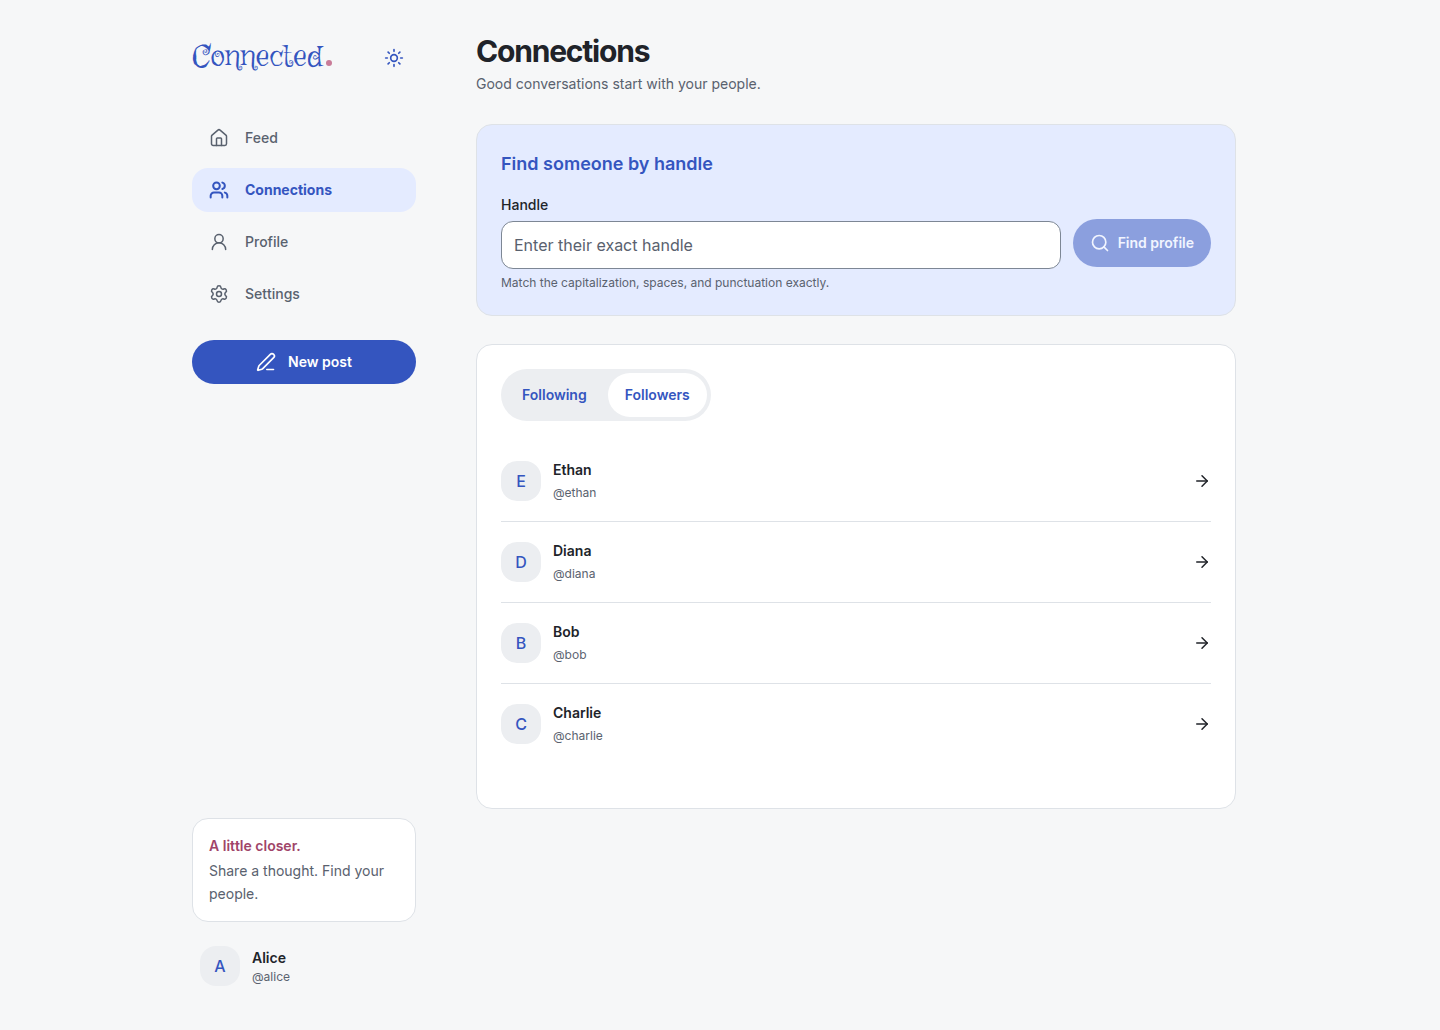 Connected.
Feed
Connections
Profile
Settings
New post
A little closer.
Share a thought. Find your
people.
A
Alice
@alice
Connections
Good conversations start with your people.
Find someone by handle
Handle
Enter their exact handle
Find profile
Match the capitalization, spaces, and punctuation exactly.
Following
Followers
E
Ethan
@ethan
D
Diana
@diana
B
Bob
@bob
C
Charlie
@charlie